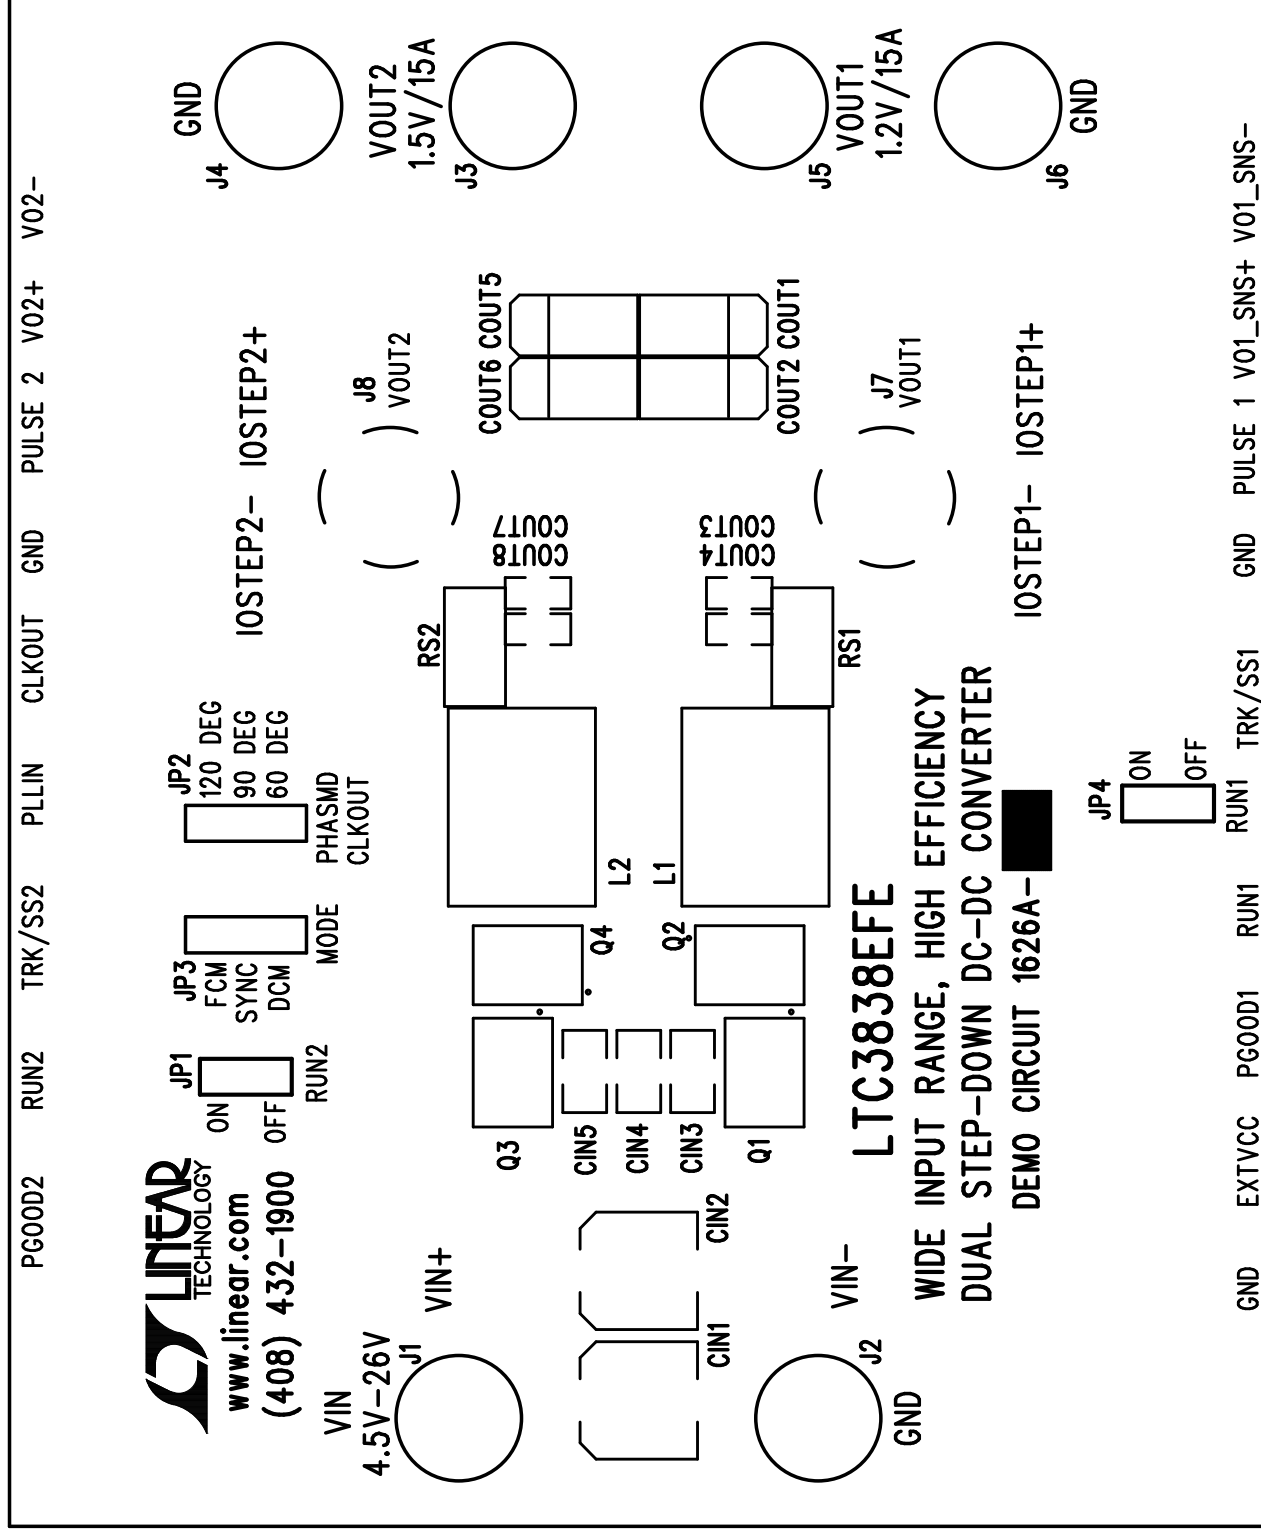 PGOOD2
RUN2
TRK/SS2
PLLIN
CLKOUT
GND
PULSE 2
VO2+
VO2-
LINEAR
TECHNOLOGY
www.linear.com
(408) 432-1900
JP1
ON
OFF
RUN2
JP3
FCM
SYNC
DCM
MODE
JP2
120 DEG
90 DEG
60 DEG
PHASMD
CLKOUT
IOSTEP2-
IOSTEP2+
GND
J4
VIN
4.5V-26V
J1
VIN+
J8
VOUT2
VOUT2
1.5V/15A
J3
RS2
COUT7
COUT8
COUT6
COUT5
Q3
Q4
L2
CIN5
CIN4
CIN3
CIN2
CIN1
L1
Q2
Q1
COUT3
COUT4
COUT2
COUT1
RS1
J7
VOUT1
J5
VOUT1
1.2V/15A
VIN-
J2
GND
LTC3838EFE
WIDE INPUT RANGE, HIGH EFFICIENCY
DUAL STEP-DOWN DC-DC CONVERTER
DEMO CIRCUIT 1626A-
IOSTEP1-
IOSTEP1+
J6
GND
JP4
ON
OFF
RUN1
GND
EXTVCC
PGOOD1
RUN1
TRK/SS1
GND
PULSE 1
VO1_SNS+
VO1_SNS-